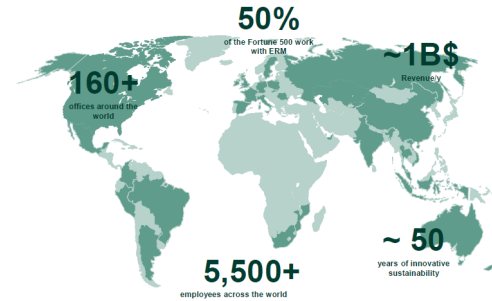 50%
of the Fortune 500 work
with ERM
~1B$
Revenue/y
160+
offices around the
world
~ 50
years of innovative
sustainability
5,500+
employees across the world